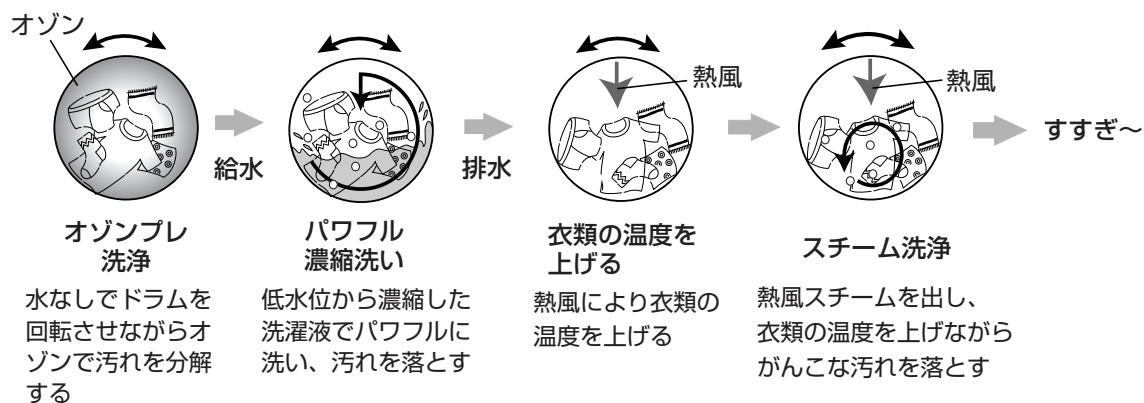 オゾン
給水
排水
熱風
熱風
すすぎ～
オゾンプレ
洗浄
水なしでドラムを
回転させながらオ
ゾンで汚れを分解
する
パワフル
濃縮洗い
低水位から濃縮した
洗濯液でパワフルに
洗い、汚れを落とす
衣類の温度を
上げる
熱風により衣類の
温度を上げる
スチーム洗浄
熱風スチームを出し、
衣類の温度を上げながら
がんこな汚れを落とす